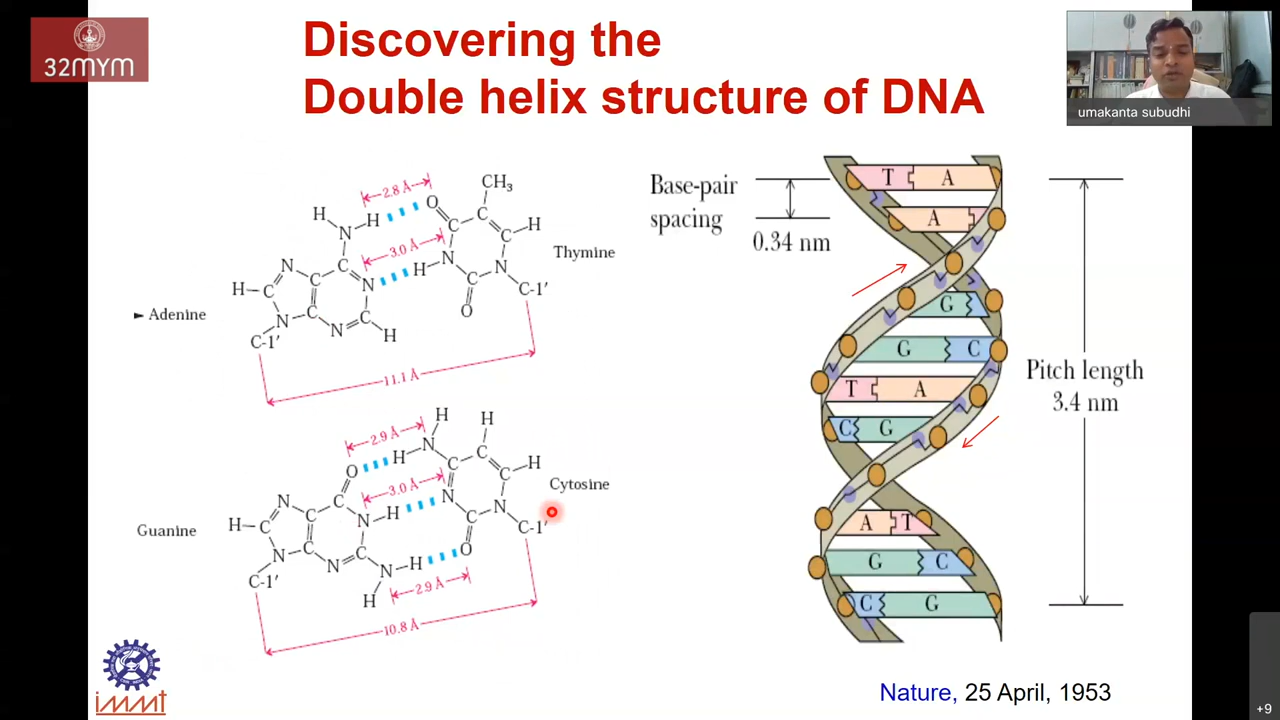 32mym
Discovering the
Double helix structure of DNA
umakanta subudhi
2.8 Å
CH₃
H
H
O
N
C
C
H
3.0 Å
C
Thymine
N
C
C
N
H
N
N
H
C
C
C
C-1′
► Adenine
N
C
N
C
O
C-1′
H
11.1 Å
H
H
2.9 Å
N
H
C
C
H
O
C
Cytosine
3.0 Å
N
C
N
C
N
H
N
Guanine
H
C
C
C-1′
N
C
N
C
O
C-1′
N
H
H
2.9 Å
10.8 Å
Base-pair
spacing
0.34 nm
T A
A
G
G C
T A
C G
A T
G C
C G
Pitch length
3.4 nm
immt
Nature, 25 April, 1953
+9